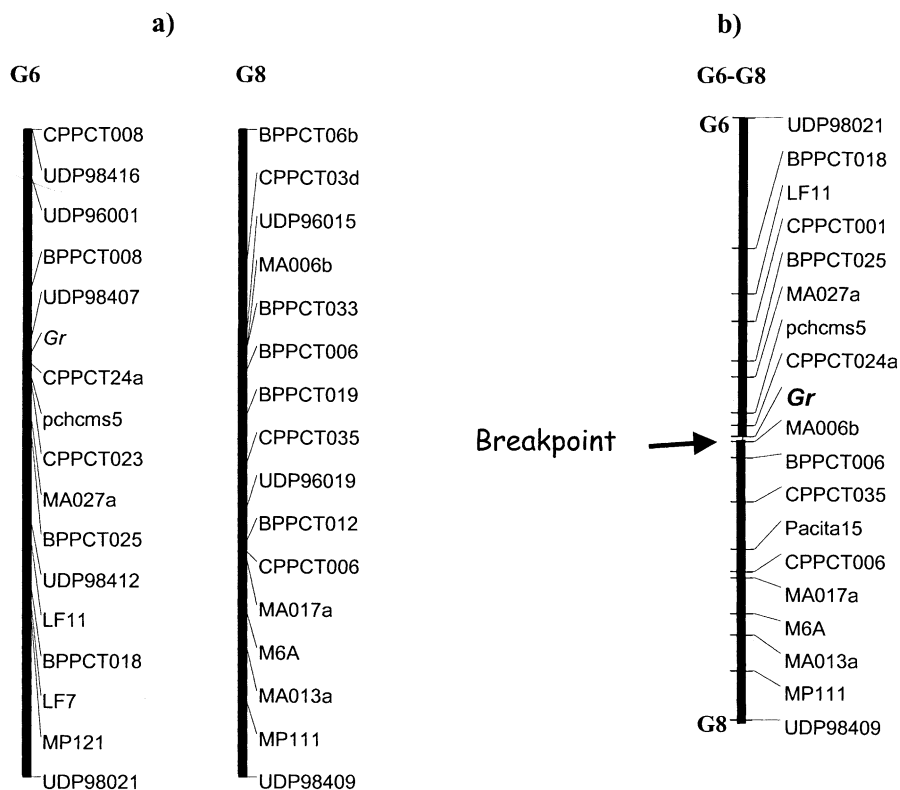 a)
G6
CPPCT008
UDP98416
UDP96001
BPPCT008
UDP98407
Gr
CPPCT24a
pchcms5
CPPCT023
MA027a
BPPCT025
UDP98412
LF11
BPPCT018
LF7
MP121
UDP98021
G8
BPPCT06b
CPPCT03d
UDP96015
MA006b
BPPCT033
BPPCT006
BPPCT019
CPPCT035
UDP96019
BPPCT012
CPPCT006
MA017a
M6A
MA013a
MP111
UDP98409
b)
G6-G8
G6
UDP98021
BPPCT018
LF11
CPPCT001
BPPCT025
MA027a
pchcms5
CPPCT024a
Gr
Breakpoint
MA006b
BPPCT006
CPPCT035
Pacita15
CPPCT006
MA017a
M6A
MA013a
MP111
G8
UDP98409